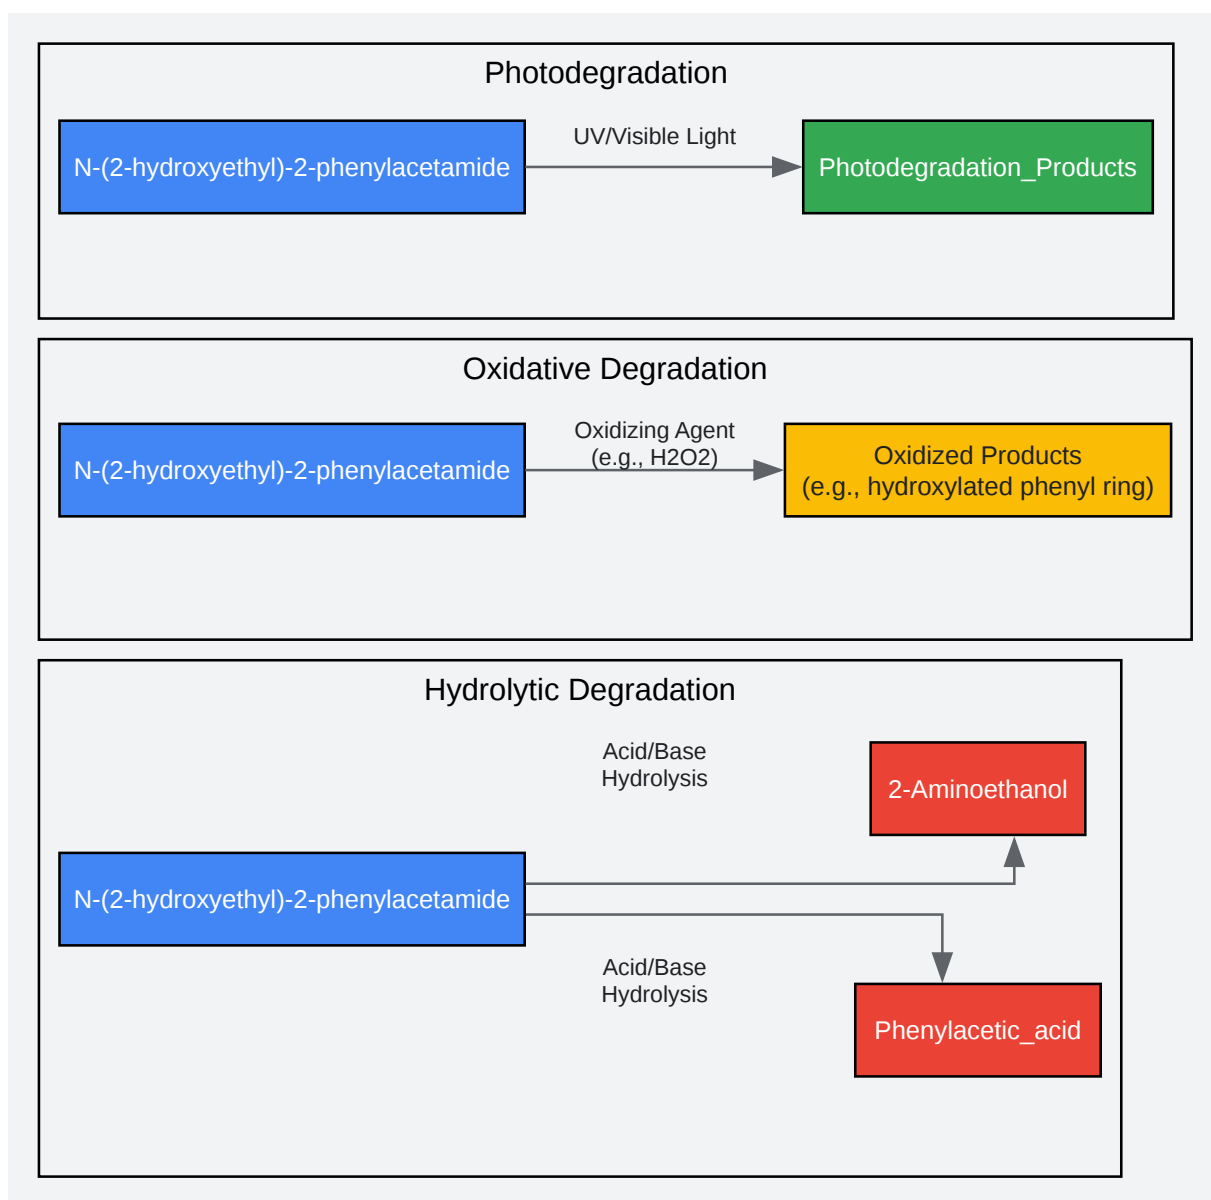 Photodegradation
N-(2-hydroxyethyl)-2-phenylacetamide
UV/Visible Light
Photodegradation_Products
Oxidative Degradation
N-(2-hydroxyethyl)-2-phenylacetamide
Oxidizing Agent
(e.g., H2O2)
Oxidized Products
(e.g., hydroxylated phenyl ring)
Hydrolytic Degradation
Acid/Base
Hydrolysis
2-Aminoethanol
N-(2-hydroxyethyl)-2-phenylacetamide
Acid/Base
Hydrolysis
Phenylacetic_acid